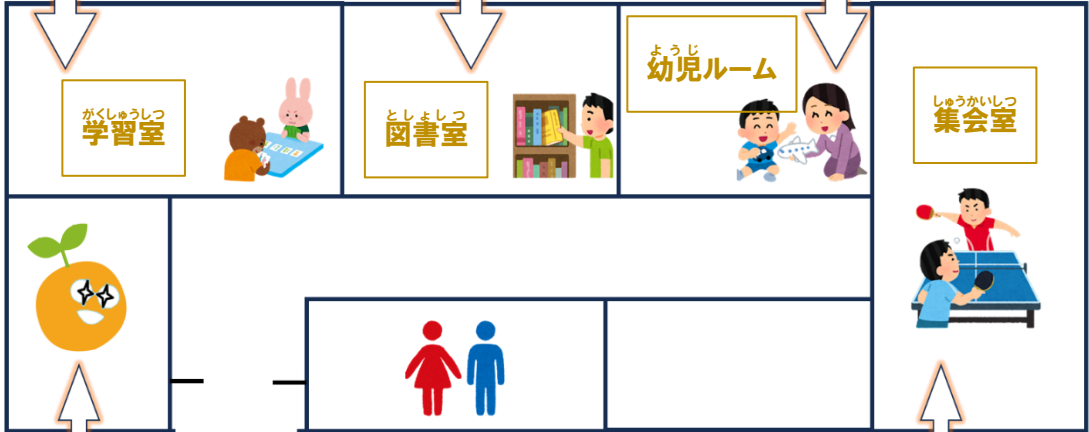 がくしゅうしつ
学習室
としょしつ
図書室
ようじ
幼児ルーム
しゅうかいしつ
集会室